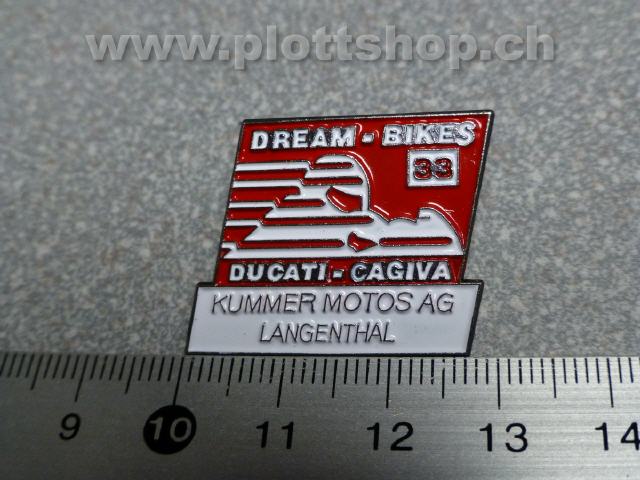 www.plottshop.ch
DREAM - BIKES
33
DUCATI - CAGIVA
KUMMER MOTOS AG
LANGENTHAL
9 10 11 12 13 14